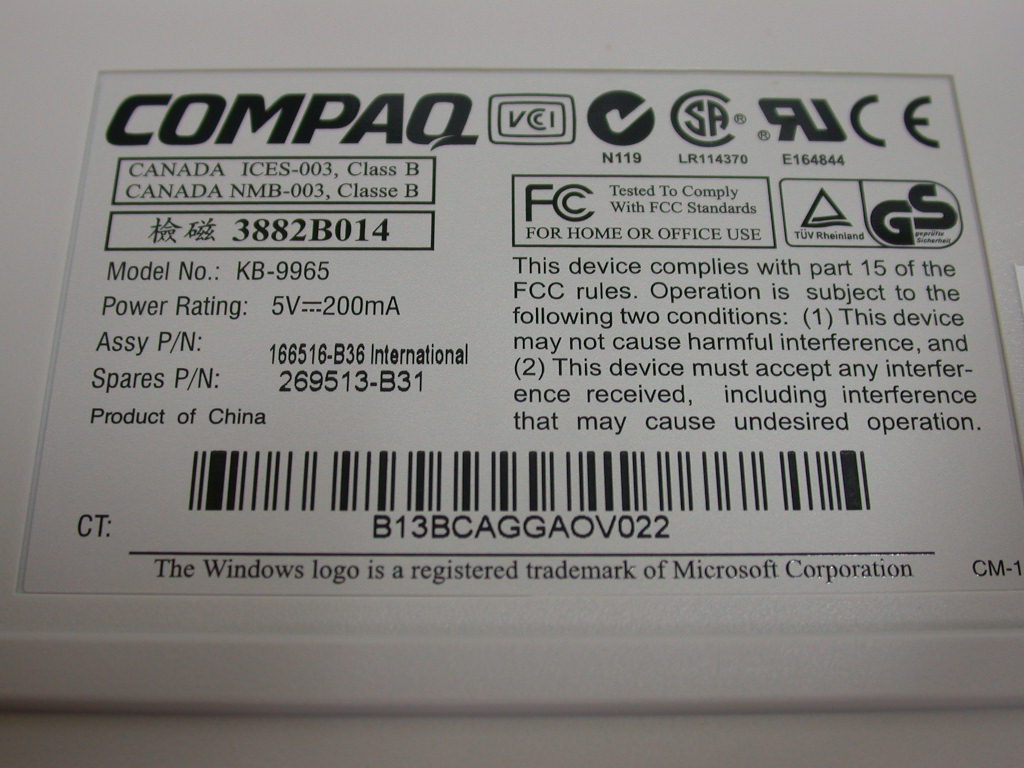 COMPAQ
VCCI
N119
LR114370
E164844
CANADA ICES-003, Class B
CANADA NMB-003, Classe B
檢磁 3882B014
FCC Tested To Comply
With FCC Standards
FOR HOME OR OFFICE USE
TÜV Rheinland
GS
geprüfte
Sicherheit
Model No.: KB-9965
Power Rating: 5V⎓200mA
Assy P/N: 166516-B36 International
Spares P/N: 269513-B31
Product of China
This device complies with part 15 of the
FCC rules. Operation is subject to the
following two conditions: (1) This device
may not cause harmful interference, and
(2) This device must accept any interfer-
ence received, including interference
that may cause undesired operation.
CT: B13BCAGGAOV022
The Windows logo is a registered trademark of Microsoft Corporation
CM-1